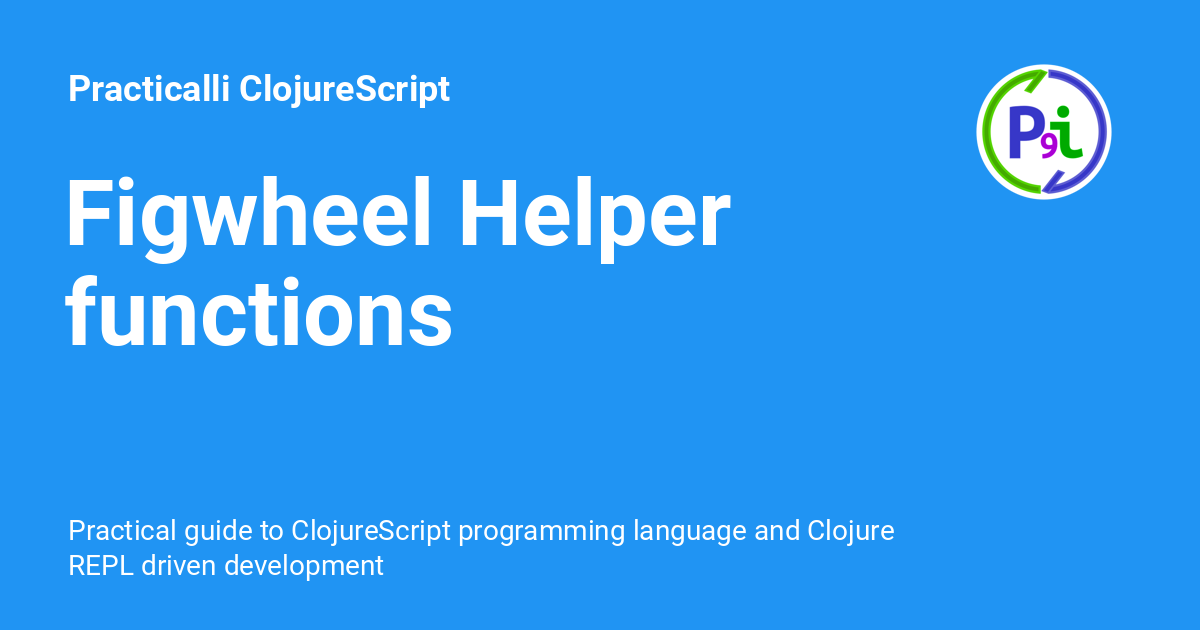 Practicalli ClojureScript
P9i
Figwheel Helper
functions
Practical guide to ClojureScript programming language and Clojure
REPL driven development